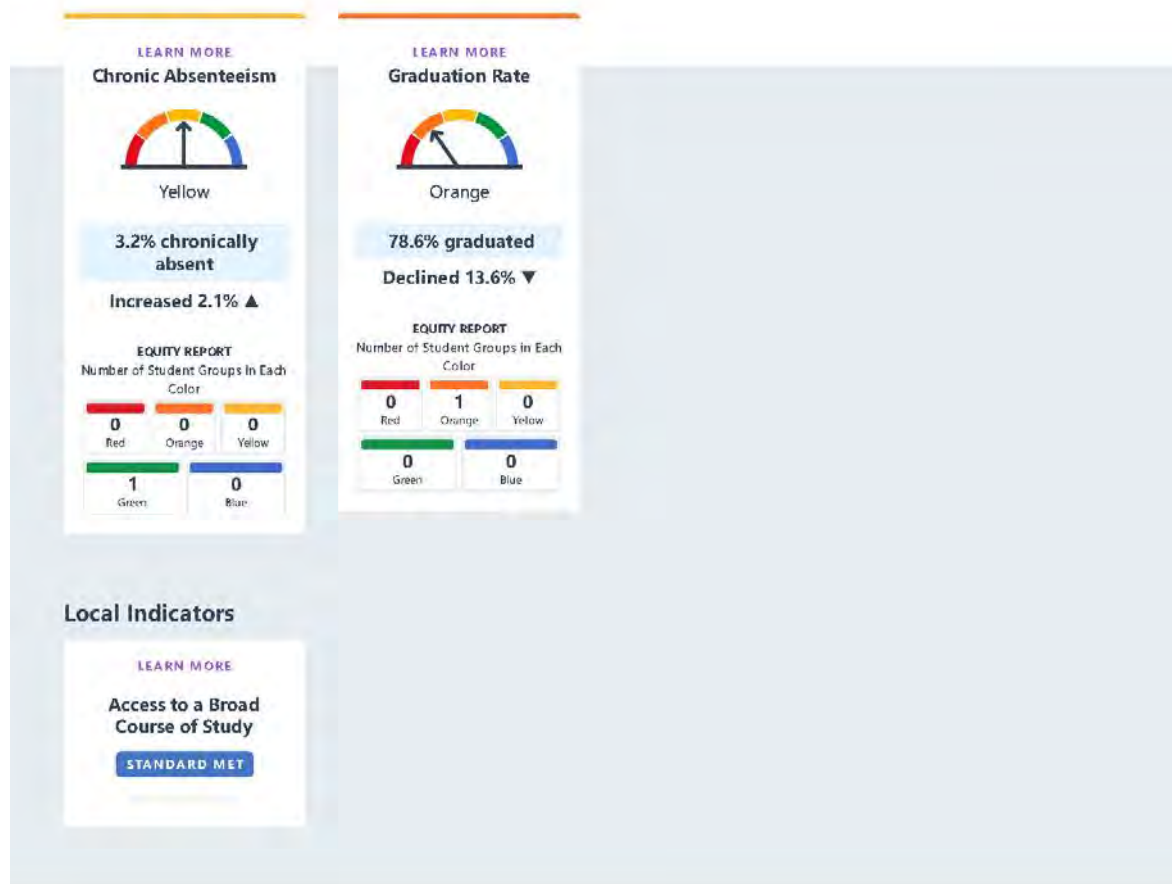 LEARN MORE
Chronic Absenteeism
Yellow
3.2% chronically
absent
Increased 2.1% ▲
EQUITY REPORT
Number of Student Groups in Each
Color
0
Red
0
Orange
0
Yellow
1
Green
0
Blue
LEARN MORE
Graduation Rate
Orange
78.6% graduated
Declined 13.6% ▼
EQUITY REPORT
Number of Student Groups in Each
Color
0
Red
1
Orange
0
Yellow
0
Green
0
Blue
Local Indicators
LEARN MORE
Access to a Broad
Course of Study
STANDARD MET